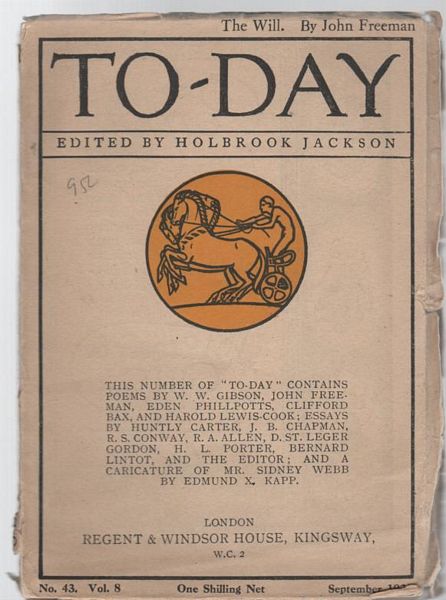 The Will. By John Freeman
TO-DAY
EDITED BY HOLBROOK JACKSON
952
THIS NUMBER OF "TO-DAY" CONTAINS
POEMS BY W. W. GIBSON, JOHN FREE-
MAN, EDEN PHILLPOTTS, CLIFFORD
BAX, AND HAROLD LEWIS-COOK; ESSAYS
BY HUNTLY CARTER, J. B. CHAPMAN,
R. S. CONWAY, R. A. ALLEN, D. ST. LEGER
GORDON, H. L. PORTER, BERNARD
LINTOT, AND THE EDITOR; AND A
CARICATURE OF MR. SIDNEY WEBB
BY EDMUND X. KAPP.
LONDON
REGENT & WINDSOR HOUSE, KINGSWAY,
W.C. 2
No. 43. Vol. 8 One Shilling Net September